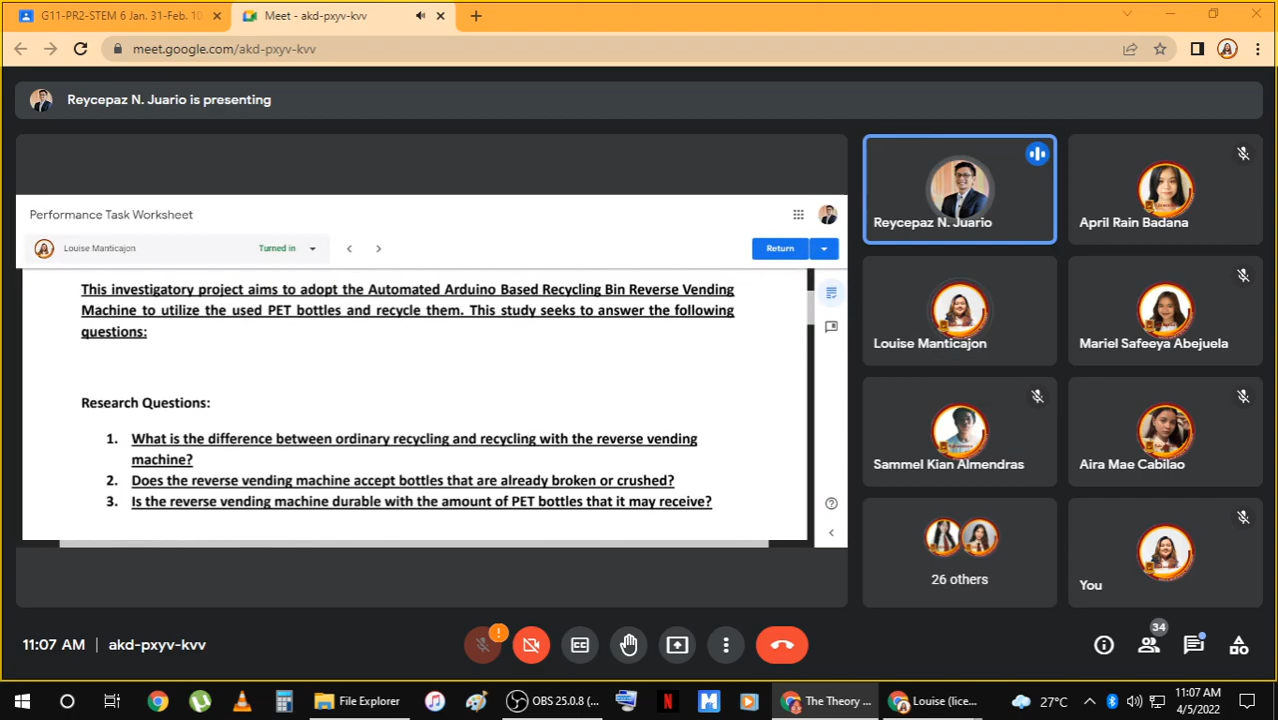 G11-PR2-STEM 6 Jan. 31-Feb. 10
Meet - akd-pxyv-kvv
meet.google.com/akd-pxyv-kvv
Reycepaz N. Juario is presenting
Performance Task Worksheet
Louise Manticajon
Turned in
Return
This investigatory project aims to adopt the Automated Arduino Based Recycling Bin Reverse Vending
Machine to utilize the used PET bottles and recycle them. This study seeks to answer the following
questions:
Research Questions:
1. What is the difference between ordinary recycling and recycling with the reverse vending
machine?
2. Does the reverse vending machine accept bottles that are already broken or crushed?
3. Is the reverse vending machine durable with the amount of PET bottles that it may receive?
Reycepaz N. Juario
April Rain Badana
Louise Manticajon
Mariel Safeeya Abejuela
Sammel Kian Almendras
Aira Mae Cabilao
26 others
You
11:07 AM | akd-pxyv-kvv
34
File Explorer
OBS 25.0.8 (...
The Theory ...
Louise (lice...
27°C
11:07 AM
4/5/2022